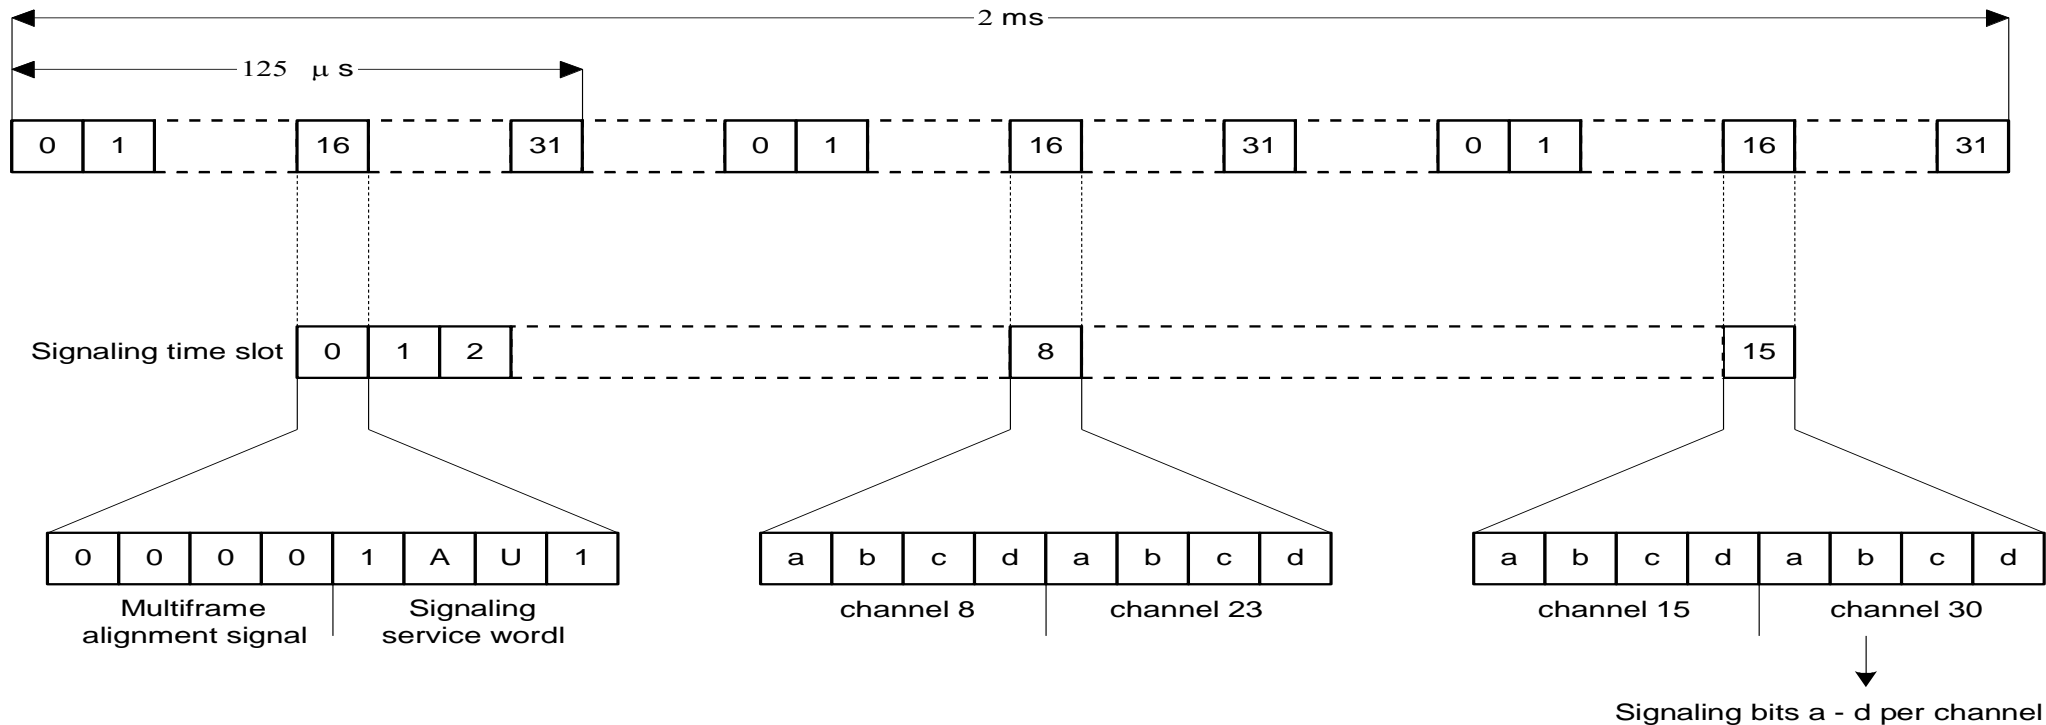 2 ms
125 μ s
0 1 16 31 0 1 16 31 0 1 16 31
Signaling time slot 0 1 2 8 15
0 0 0 0 1 A U 1 a b c d a b c d a b c d a b c d
Multiframe
alignment signal
Signaling
service wordl
channel 8
channel 23
channel 15
channel 30
Signaling bits a - d per channel